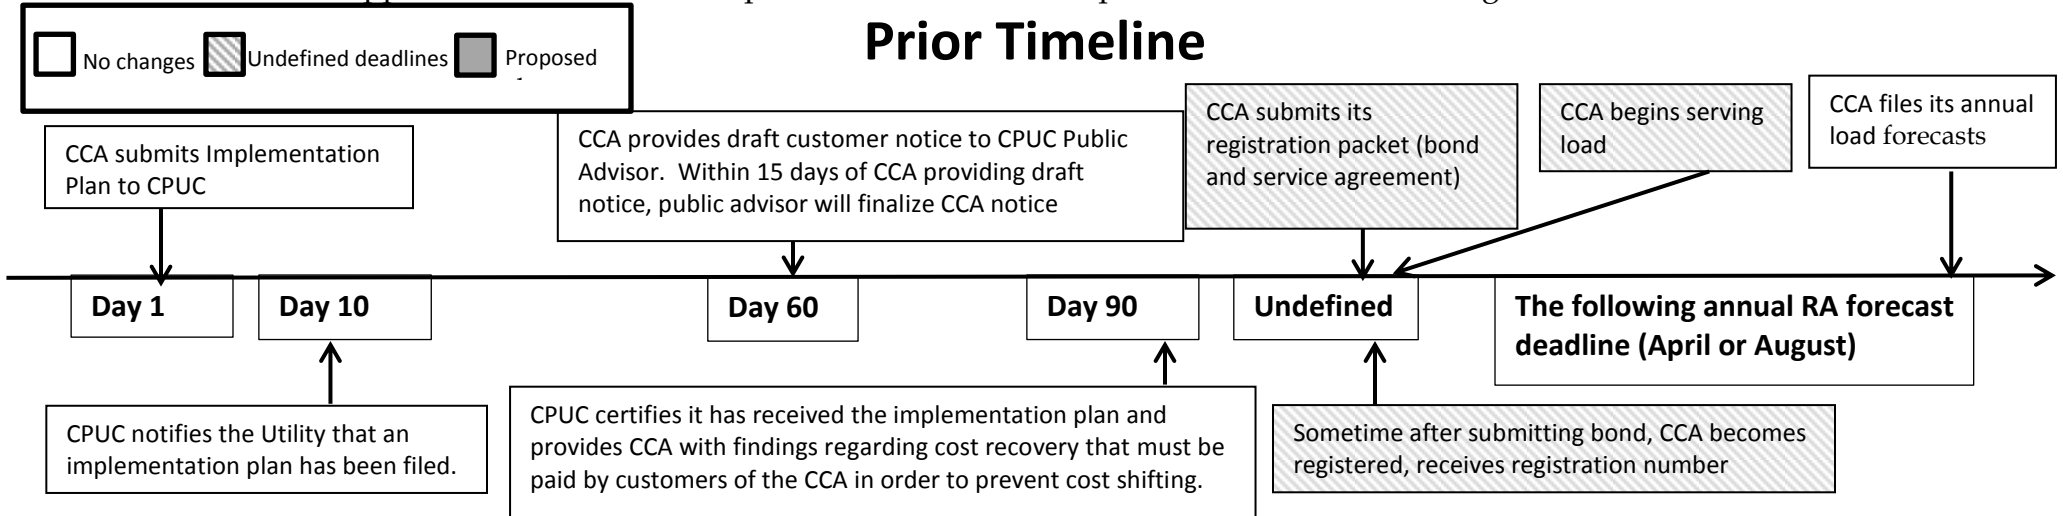 Prior Timeline
No changes
Undefined deadlines
Proposed
CCA submits Implementation
Plan to CPUC
CCA provides draft customer notice to CPUC Public
Advisor.  Within 15 days of CCA providing draft
notice, public advisor will finalize CCA notice
CCA submits its
registration packet (bond
and service agreement)
CCA begins serving
load
CCA files its annual
load forecasts
Day 1
Day 10
Day 60
Day 90
Undefined
The following annual RA forecast
deadline (April or August)
CPUC notifies the Utility that an
implementation plan has been filed.
CPUC certifies it has received the implementation plan and
provides CCA with findings regarding cost recovery that must be
paid by customers of the CCA in order to prevent cost shifting.
Sometime after submitting bond, CCA becomes
registered, receives registration number